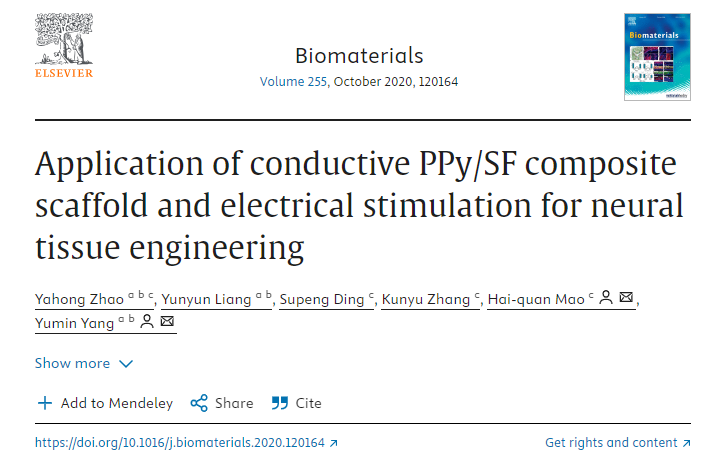 ELSEVIER
Biomaterials
Volume 255, October 2020, 120164
Biomaterials
Application of conductive PPy/SF composite
scaffold and electrical stimulation for neural
tissue engineering
Yahong Zhao a b c, Yunyun Liang a b, Supeng Ding c, Kunyu Zhang c, Hai-quan Mao c,
Yumin Yang a b
Show more
Add to Mendeley Share Cite
https://doi.org/10.1016/j.biomaterials.2020.120164 ↗ Get rights and content ↗